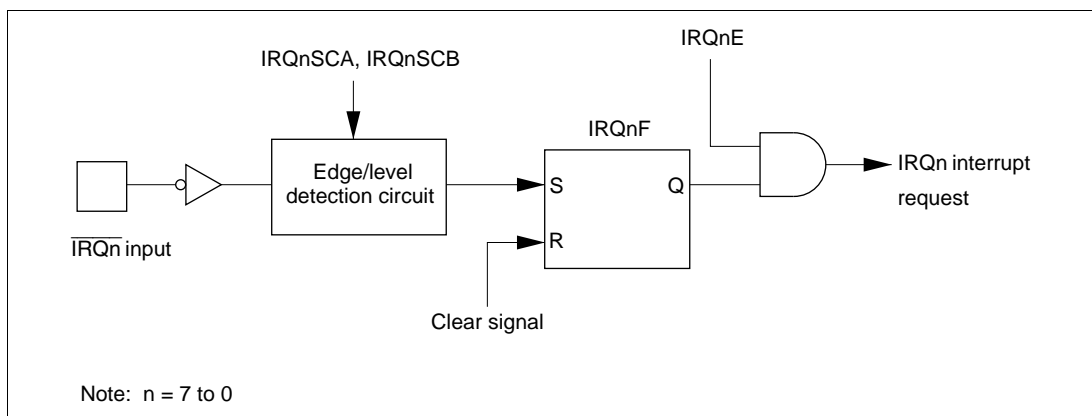 IRQnE
IRQnSCA, IRQnSCB
IRQnF
Edge/level
detection circuit
S
Q
R
IRQn interrupt
request
IRQn input
Clear signal
Note: n = 7 to 0